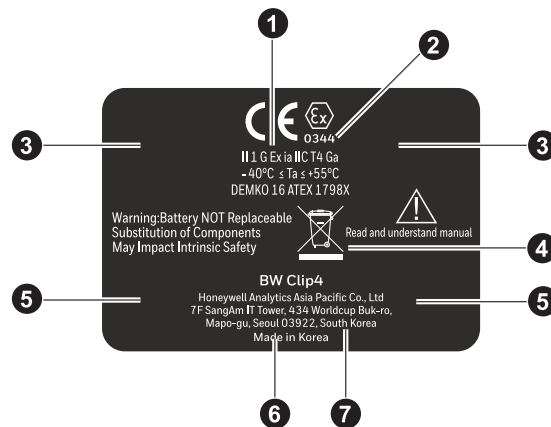 1
2
3
3
CE Ex
0344
II 1 G Ex ia IIC T4 Ga
-40°C ≤ Ta ≤ +55°C
DEMKO 16 ATEX 1798X
Warning:Battery NOT Replaceable
Substitution of Components
May Impact Intrinsic Safety
Read and understand manual
4
BW Clip4
5
5
Honeywell Analytics Asia Pacific Co., Ltd
7F SangAm IT Tower, 434 Worldcup Buk-ro,
Mapo-gu, Seoul 03922, South Korea
Made in Korea
6
7